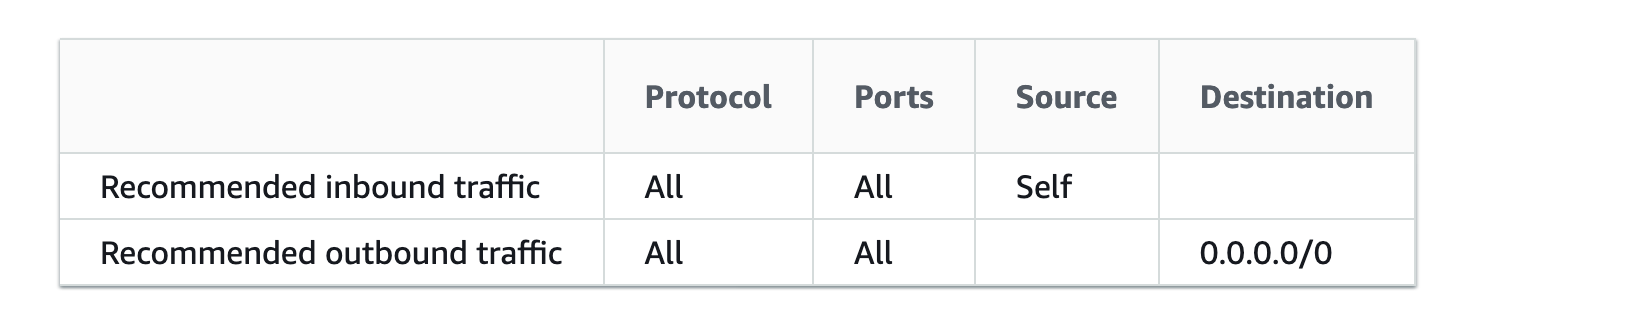 Protocol Ports Source Destination
Recommended inbound traffic All All Self
Recommended outbound traffic All All 0.0.0.0/0